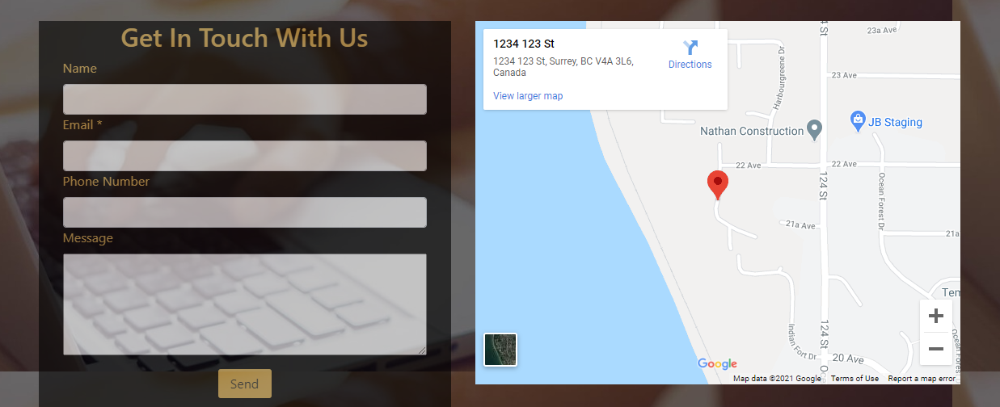 Get In Touch With Us
Name
Email *
Phone Number
Message
Send
1234 123 St
1234 123 St, Surrey, BC V4A 3L6,
Canada
Directions
View larger map
23a Ave
23 Ave
Harbourgreene Dr
Nathan Construction
JB Staging
22 Ave
22 Ave
124 St
Ocean Forest Dr
21a Ave
21a
Tem
124 St
Indian Fort Dr
20 Ave
Ocean Fores
Google
Map data ©2021 Google
Terms of Use
Report a map error